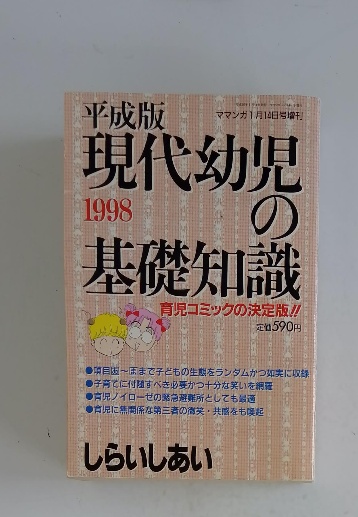 ママンガ1月14日号増刊
平成版
現代幼児
1998
の
基礎知識
育児コミックの決定版!!
定価590円
●項目困〜ままで子どもの生態をランダムかつ如実に収録
●子育てに付随すべき必要かつ十分な笑いを網羅
●育児ノイローゼの緊急避難所としても最適
●育児に無関係な第三者の微笑・共感をも喚起
しらいしあい